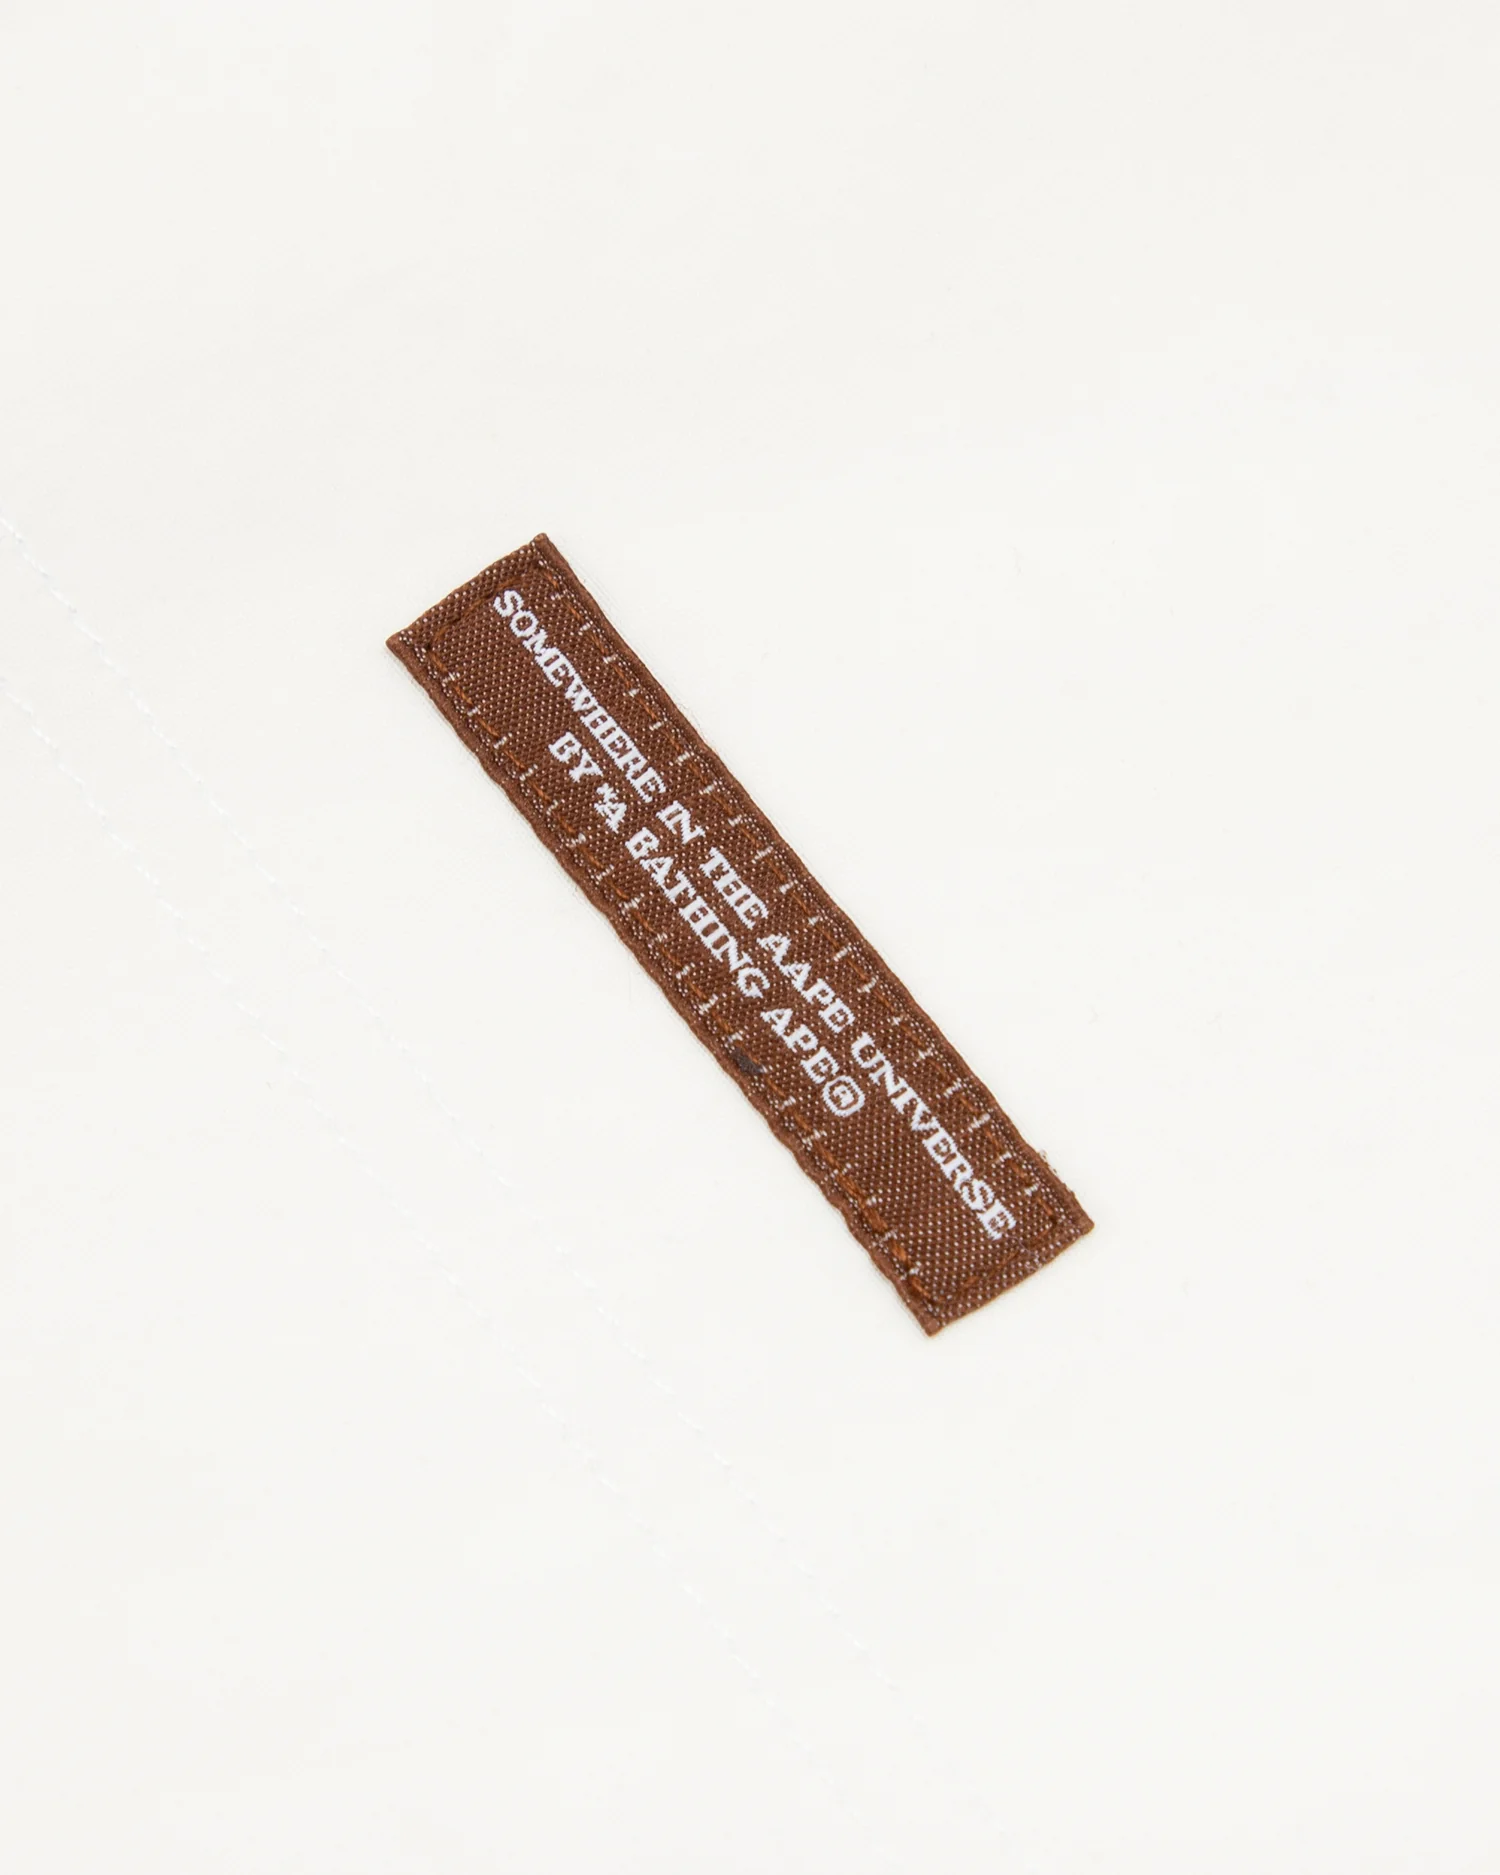 SOMEWHERE IN THE AAPE UNIVERSE
BY *A BATHING APE®